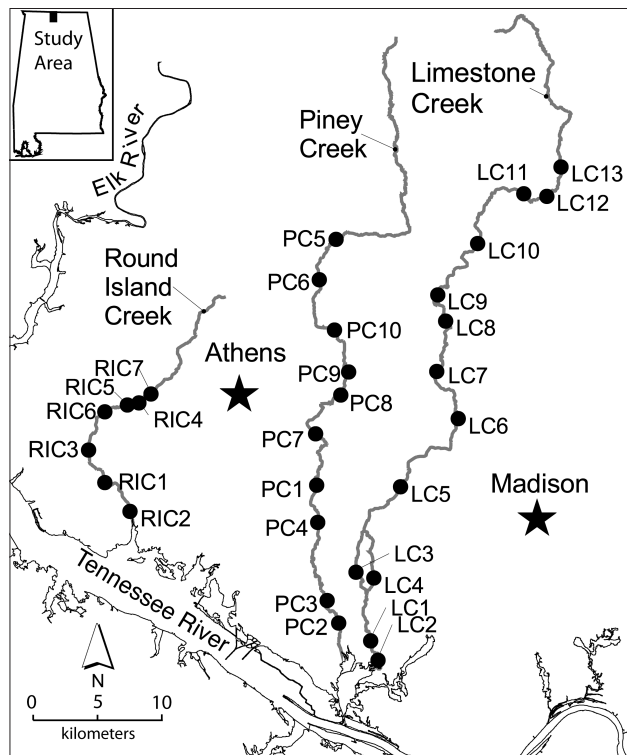 Study
Area
Elk River
Limestone
Creek
Piney
Creek
LC11
LC13
LC12
PC5
LC10
Round
Island
Creek
PC6
LC9
LC8
PC10
Athens
RIC7
RIC5
RIC4
RIC6
PC9
LC7
PC8
LC6
PC7
RIC3
RIC1
PC1
LC5
Madison
RIC2
PC4
LC3
LC4
Tennessee River
PC3
PC2
LC1
LC2
N
0 5 10
kilometers